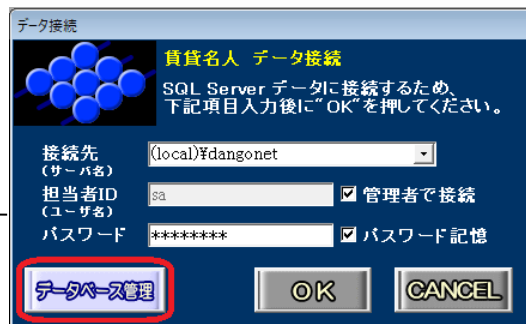 データ接続
賃貸名人 データ接続
SQL Server データに接続するため、
下記項目入力後に"OK"を押してください。
接続先
(サーバ名)
(local)¥dangonet
担当者ID
(ユーザ名)
sa
管理者で接続
パスワード
********
パスワード記憶
データベース管理
OK
CANCEL